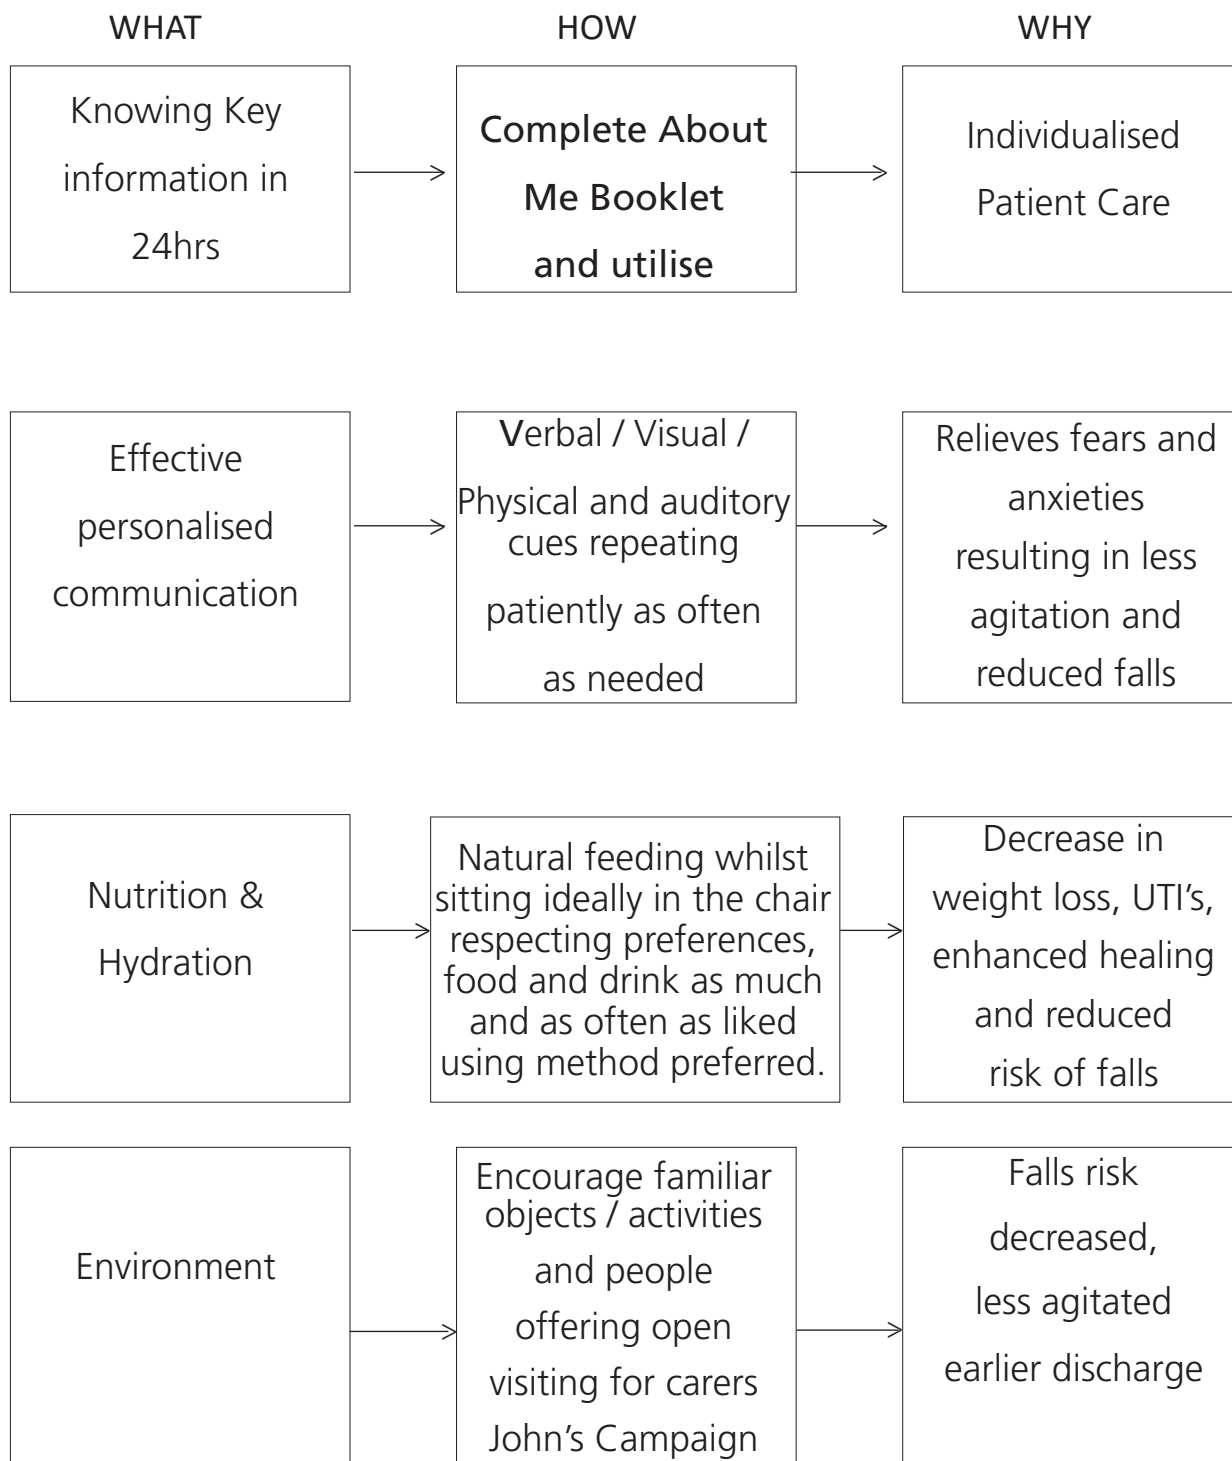 WHAT
HOW
WHY
Knowing Key
information in
24hrs
Complete About
Me Booklet
and utilise
Individualised
Patient Care
Effective
personalised
communication
Verbal / Visual /
Physical and auditory
cues repeating
patiently as often
as needed
Relieves fears and
anxieties
resulting in less
agitation and
reduced falls
Nutrition &
Hydration
Natural feeding whilst
sitting ideally in the chair
respecting preferences,
food and drink as much
and as often as liked
using method preferred.
Decrease in
weight loss, UTI's,
enhanced healing
and reduced
risk of falls
Environment
Encourage familiar
objects / activities
and people
offering open
visiting for carers
John's Campaign
Falls risk
decreased,
less agitated
earlier discharge